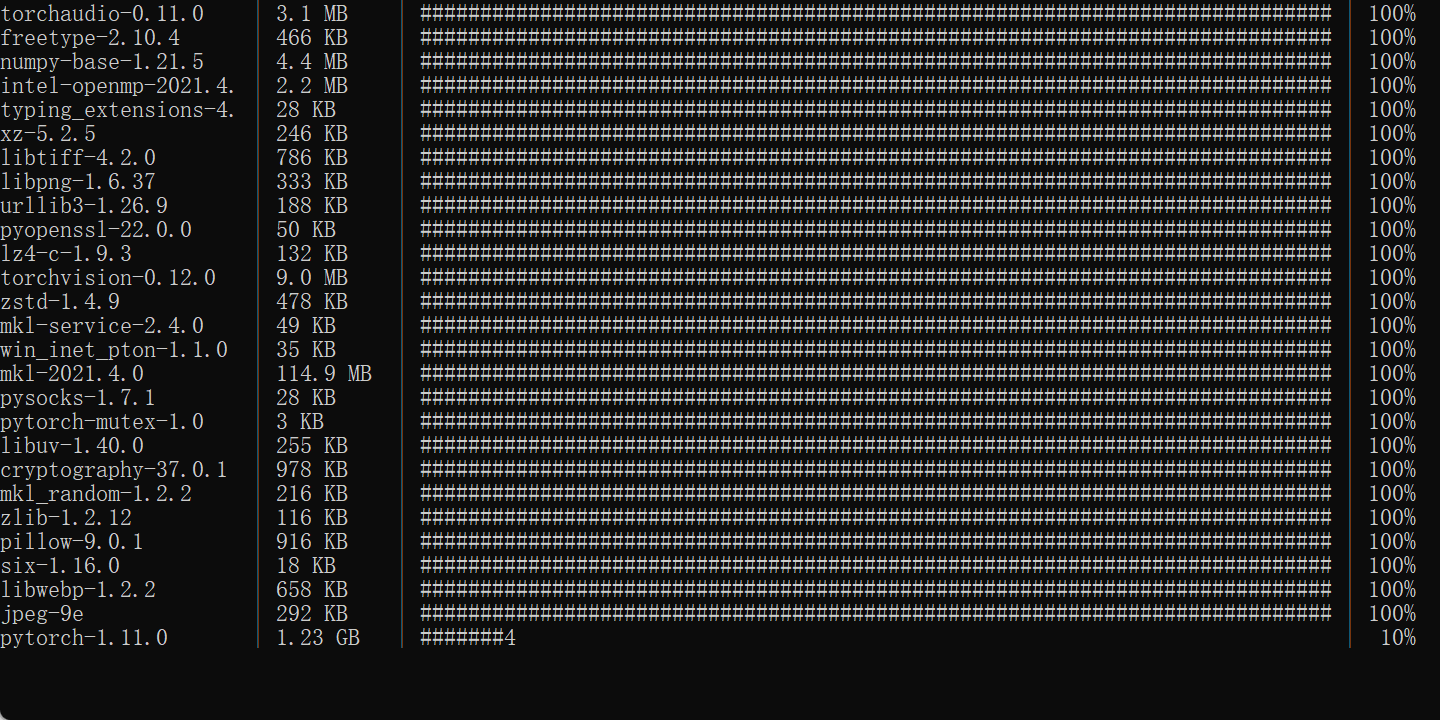 torchaudio-0.11.0 | 3.1 MB | ############################################################################ | 100%
freetype-2.10.4 | 466 KB | ############################################################################ | 100%
numpy-base-1.21.5 | 4.4 MB | ############################################################################ | 100%
intel-openmp-2021.4. | 2.2 MB | ############################################################################ | 100%
typing_extensions-4. | 28 KB | ############################################################################ | 100%
xz-5.2.5 | 246 KB | ############################################################################ | 100%
libtiff-4.2.0 | 786 KB | ############################################################################ | 100%
libpng-1.6.37 | 333 KB | ############################################################################ | 100%
urllib3-1.26.9 | 188 KB | ############################################################################ | 100%
pyopenssl-22.0.0 | 50 KB | ############################################################################ | 100%
lz4-c-1.9.3 | 132 KB | ############################################################################ | 100%
torchvision-0.12.0 | 9.0 MB | ############################################################################ | 100%
zstd-1.4.9 | 478 KB | ############################################################################ | 100%
mkl-service-2.4.0 | 49 KB | ############################################################################ | 100%
win_inet_pton-1.1.0 | 35 KB | ############################################################################ | 100%
mkl-2021.4.0 | 114.9 MB | ############################################################################ | 100%
pysocks-1.7.1 | 28 KB | ############################################################################ | 100%
pytorch-mutex-1.0 | 3 KB | ############################################################################ | 100%
libuv-1.40.0 | 255 KB | ############################################################################ | 100%
cryptography-37.0.1 | 978 KB | ############################################################################ | 100%
mkl_random-1.2.2 | 216 KB | ############################################################################ | 100%
zlib-1.2.12 | 116 KB | ############################################################################ | 100%
pillow-9.0.1 | 916 KB | ############################################################################ | 100%
six-1.16.0 | 18 KB | ############################################################################ | 100%
libwebp-1.2.2 | 658 KB | ############################################################################ | 100%
jpeg-9e | 292 KB | ############################################################################ | 100%
pytorch-1.11.0 | 1.23 GB | #######4 | 10%